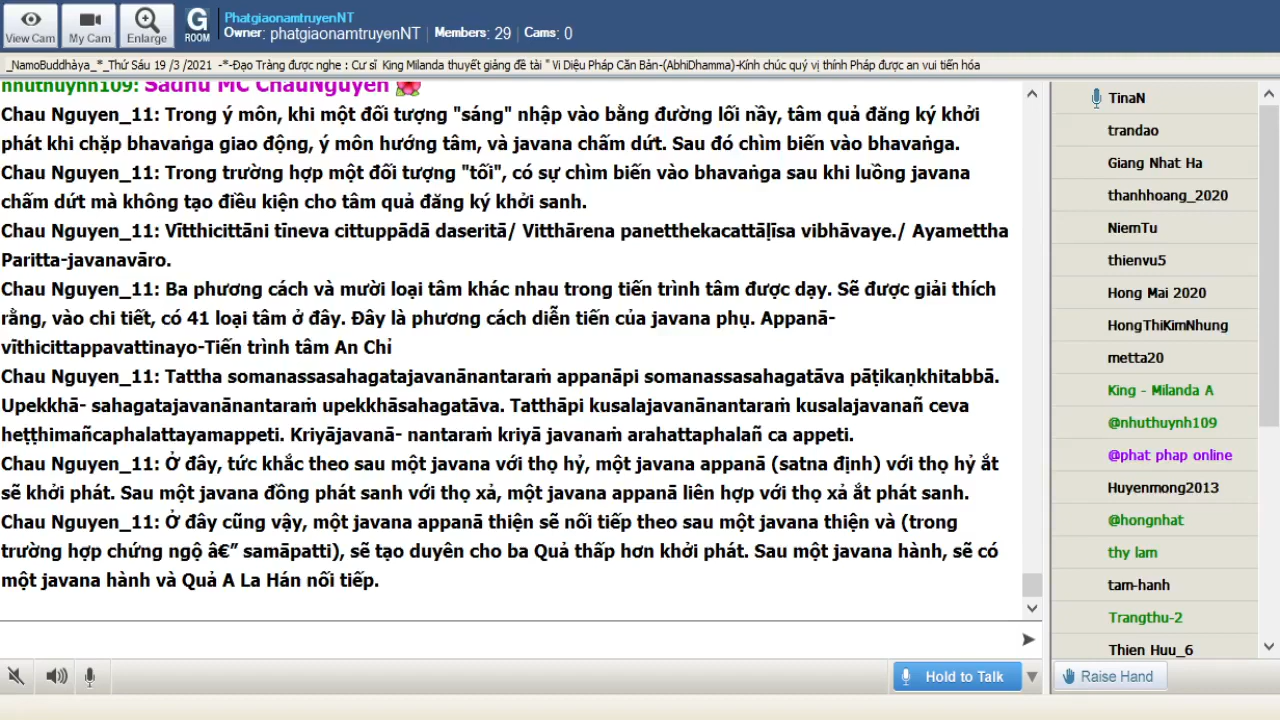 View Cam
My Cam
Enlarge
G
ROOM
PhatgiaonamtruyenNT
Owner: phatgiaonamtruyenNT | Members: 29 | Cams: 0
_NamoBuddhàya_*_Thứ Sáu 19 /3 /2021 -*-Đạo Tràng được nghe : Cư sĩ King Milanda thuyết giảng đề tài " Vi Diệu Pháp Căn Bản-(AbhiDhamma)-Kính chúc quý vị thính Pháp được an vui tiến hóa
nhuthuynh109: Sadhu MC ChauNguyen
Chau Nguyen_11: Trong ý môn, khi một đối tượng "sáng" nhập vào bằng đường lối nầy, tâm quả đăng ký khởi
phát khi chặp bhavaṅga giao động, ý môn hướng tâm, và javana chấm dứt. Sau đó chìm biến vào bhavaṅga.
Chau Nguyen_11: Trong trường hợp một đối tượng "tối", có sự chìm biến vào bhavaṅga sau khi luồng javana
chấm dứt mà không tạo điều kiện cho tâm quả đăng ký khởi sanh.
Chau Nguyen_11: Vītthicittāni tīneva cittuppādā daseritā/ Vitthārena panetthekacattāḷīsa vibhāvaye./ Ayamettha
Paritta-javanavāro.
Chau Nguyen_11: Ba phương cách và mười loại tâm khác nhau trong tiến trình tâm được dạy. Sẽ được giải thích
rằng, vào chi tiết, có 41 loại tâm ở đây. Đây là phương cách diễn tiến của javana phụ. Appanā-
vīthicittappavattinayo-Tiến trình tâm An Chỉ
Chau Nguyen_11: Tattha somanassasahagatajavanānantaraṁ appanāpi somanassasahagatāva pāṭikaṇkhitabbā.
Upekkhā- sahagatajavanānantaraṁ upekkhāsahagatāva. Tatthāpi kusalajavanānantaraṁ kusalajavanañ ceva
heṭṭhimañcaphalattayamappeti. Kriyājavanā- nantaraṁ kriyā javanaṁ arahattaphalañ ca appeti.
Chau Nguyen_11: Ở đây, tức khắc theo sau một javana với thọ hỷ, một javana appanā (satna định) với thọ hỷ ắt
sẽ khởi phát. Sau một javana đồng phát sanh với thọ xả, một javana appanā liên hợp với thọ xả ắt phát sanh.
Chau Nguyen_11: Ở đây cũng vậy, một javana appanā thiện sẽ nối tiếp theo sau một javana thiện và (trong
trường hợp chứng ngộ â€” samāpatti), sẽ tạo duyên cho ba Quả thấp hơn khởi phát. Sau một javana hành, sẽ có
một javana hành và Quả A La Hán nối tiếp.
TinaN
trandao
Giang Nhat Ha
thanhhoang_2020
NiemTu
thienvu5
Hong Mai 2020
HongThiKimNhung
metta20
King - Milanda A
@nhuthuynh109
@phat phap online
Huyenmong2013
@hongnhat
thy lam
tam-hanh
Trangthu-2
Thien Huu_6
Hold to Talk
Raise Hand